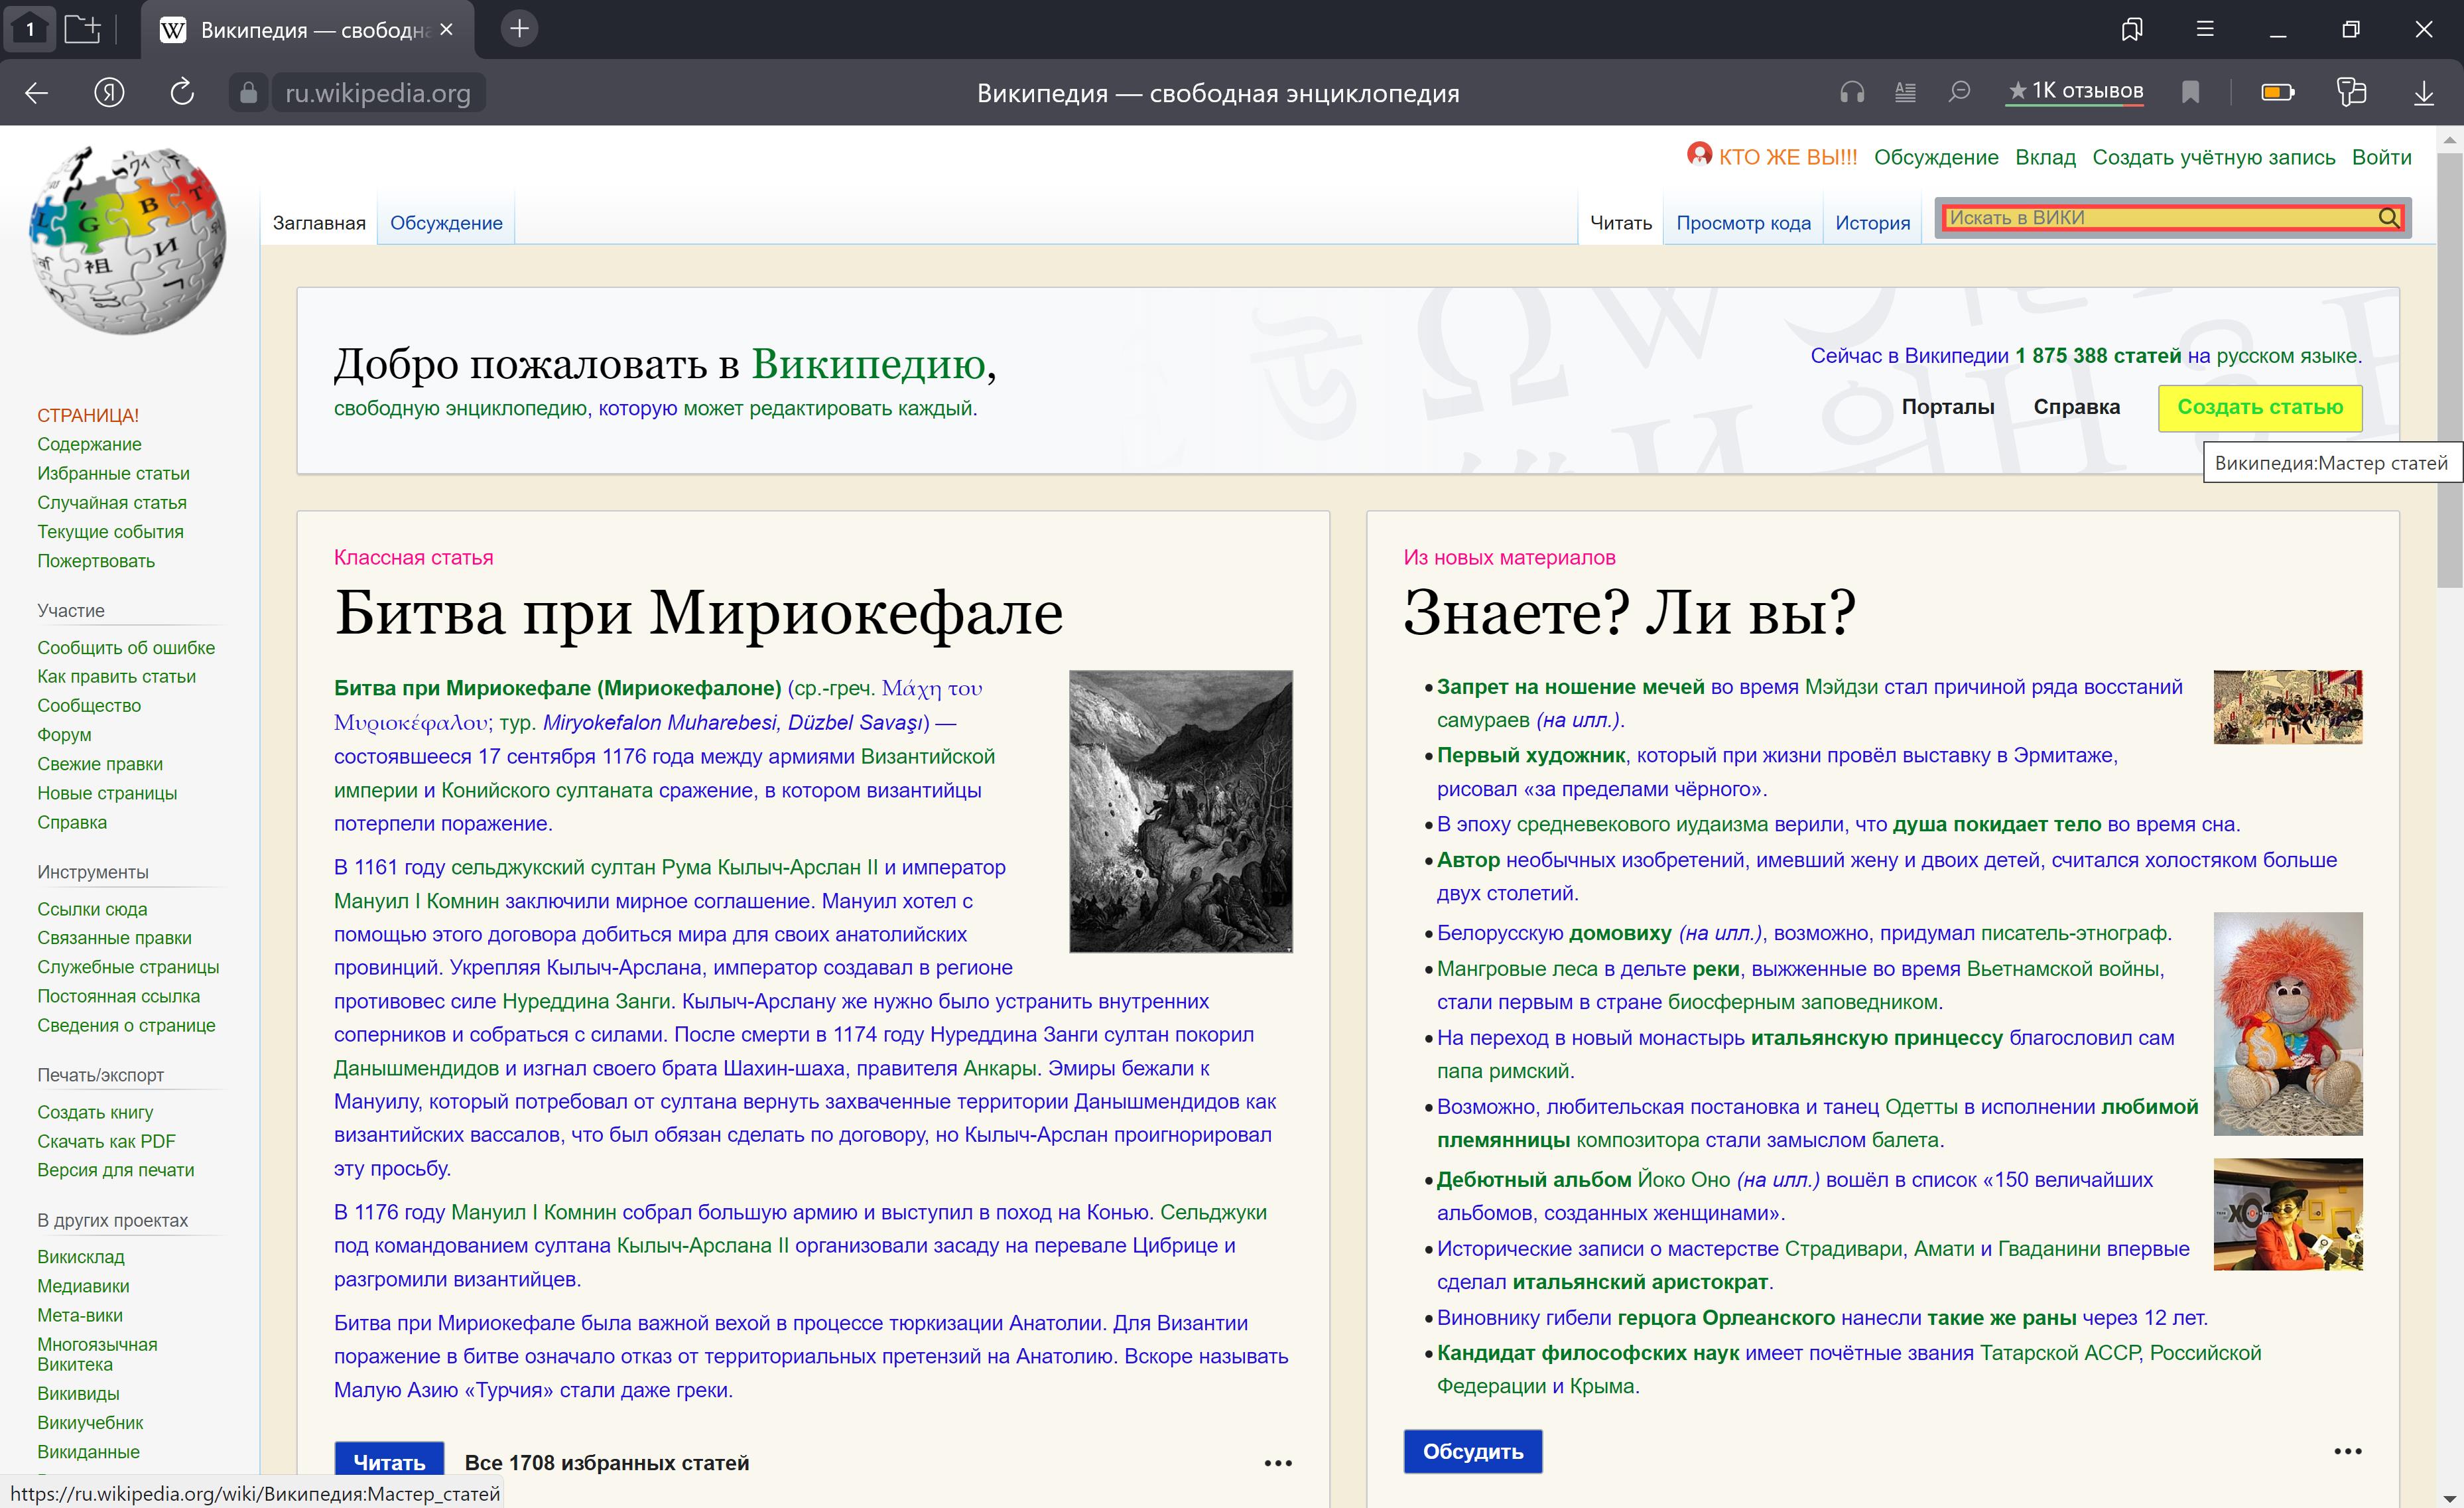 1
Википедия — свободна
ru.wikipedia.org
Википедия — свободная энциклопедия
★ 1K отзывов
КТО ЖЕ ВЫ!!! Обсуждение Вклад Создать учётную запись Войти
Заглавная Обсуждение
Читать Просмотр кода История
Искать в ВИКИ
Добро пожаловать в Википедию,
свободную энциклопедию, которую может редактировать каждый.
Сейчас в Википедии 1 875 388 статей на русском языке.
Порталы Справка Создать статью
Википедия:Мастер статей
СТРАНИЦА!
Содержание
Избранные статьи
Случайная статья
Текущие события
Пожертвовать
Участие
Сообщить об ошибке
Как править статьи
Сообщество
Форум
Свежие правки
Новые страницы
Справка
Инструменты
Ссылки сюда
Связанные правки
Служебные страницы
Постоянная ссылка
Сведения о странице
Печать/экспорт
Создать книгу
Скачать как PDF
Версия для печати
В других проектах
Викисклад
Медиавики
Мета-вики
Многоязычная
Викитека
Викивиды
Викиучебник
Викиданные
Классная статья
Битва при Мириокефале
Битва при Мириокефале (Мириокефалоне) (ср.-греч. Μάχη του
Μυριοκέφαλου; тур. Miryokefalon Muharebesi, Düzbel Savaşı) —
состоявшееся 17 сентября 1176 года между армиями Византийской
империи и Конийского султаната сражение, в котором византийцы
потерпели поражение.
В 1161 году сельджукский султан Рума Кылыч-Арслан II и император
Мануил I Комнин заключили мирное соглашение. Мануил хотел с
помощью этого договора добиться мира для своих анатолийских
провинций. Укрепляя Кылыч-Арслана, император создавал в регионе
противовес силе Нуреддина Занги. Кылыч-Арслану же нужно было устранить внутренних
соперников и собраться с силами. После смерти в 1174 году Нуреддина Занги султан покорил
Данышмендидов и изгнал своего брата Шахин-шаха, правителя Анкары. Эмиры бежали к
Мануилу, который потребовал от султана вернуть захваченные территории Данышмендидов как
византийских вассалов, что был обязан сделать по договору, но Кылыч-Арслан проигнорировал
эту просьбу.
В 1176 году Мануил I Комнин собрал большую армию и выступил в поход на Конью. Сельджуки
под командованием султана Кылыч-Арслана II организовали засаду на перевале Цибрице и
разгромили византийцев.
Битва при Мириокефале была важной вехой в процессе тюркизации Анатолии. Для Византии
поражение в битве означало отказ от территориальных претензий на Анатолию. Вскоре называть
Малую Азию «Турчия» стали даже греки.
Читать Все 1708 избранных статей
Из новых материалов
Знаете? Ли вы?
Запрет на ношение мечей во время Мэйдзи стал причиной ряда восстаний
самураев (на илл.).
Первый художник, который при жизни провёл выставку в Эрмитаже,
рисовал «за пределами чёрного».
В эпоху средневекового иудаизма верили, что душа покидает тело во время сна.
Автор необычных изобретений, имевший жену и двоих детей, считался холостяком больше
двух столетий.
Белорусскую домовиху (на илл.), возможно, придумал писатель-этнограф.
Мангровые леса в дельте реки, выжженные во время Вьетнамской войны,
стали первым в стране биосферным заповедником.
На переход в новый монастырь итальянскую принцессу благословил сам
папа римский.
Возможно, любительская постановка и танец Одетты в исполнении любимой
племянницы композитора стали замыслом балета.
Дебютный альбом Йоко Оно (на илл.) вошёл в список «150 величайших
альбомов, созданных женщинами».
Исторические записи о мастерстве Страдивари, Амати и Гваданини впервые
сделал итальянский аристократ.
Виновнику гибели герцога Орлеанского нанесли такие же раны через 12 лет.
Кандидат философских наук имеет почётные звания Татарской АССР, Российской
Федерации и Крыма.
Обсудить
https://ru.wikipedia.org/wiki/Википедия:Мастер_статей